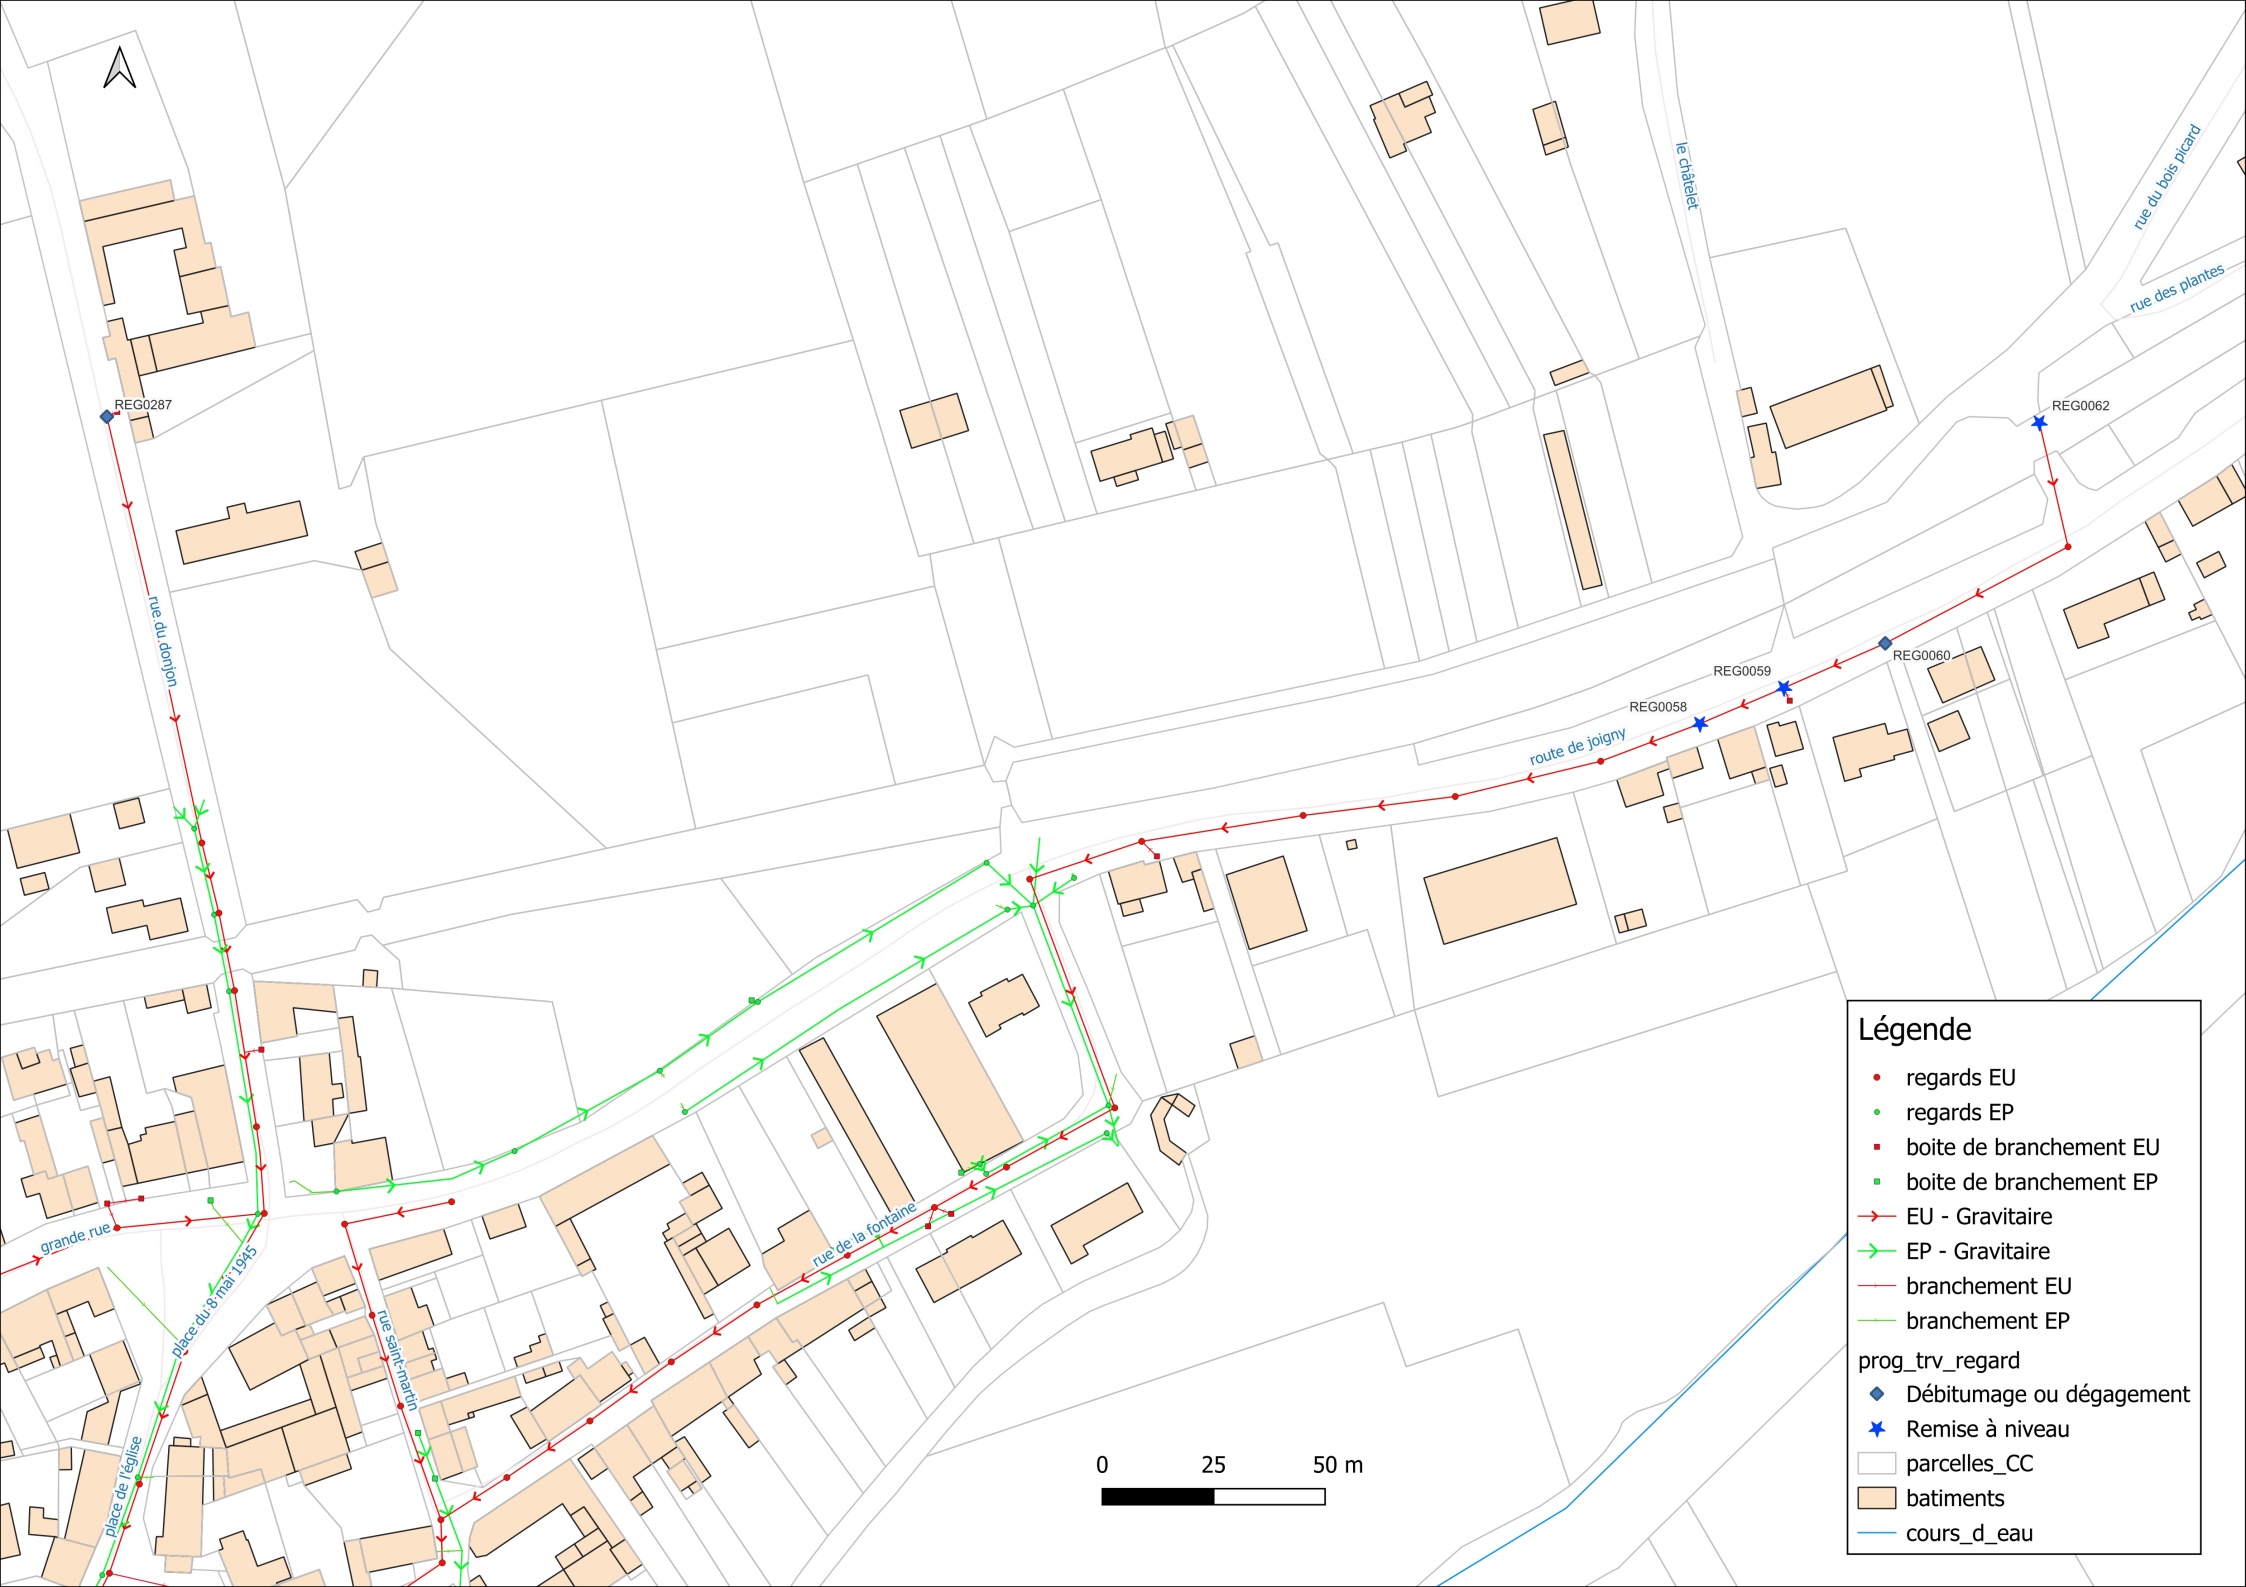 rue du bois picard
le châtelet
rue des plantes
REG0287
REG0062
rue du donjon
REG0060
REG0059
REG0058
route de joigny
rue de la fontaine
grande rue
place du 8 mai 1945
rue saint-martin
place de l'église
0 25 50 m
Légende
regards EU
regards EP
boite de branchement EU
boite de branchement EP
EU - Gravitaire
EP - Gravitaire
branchement EU
branchement EP
prog_trv_regard
Débitumage ou dégagement
Remise à niveau
parcelles_CC
batiments
cours_d_eau